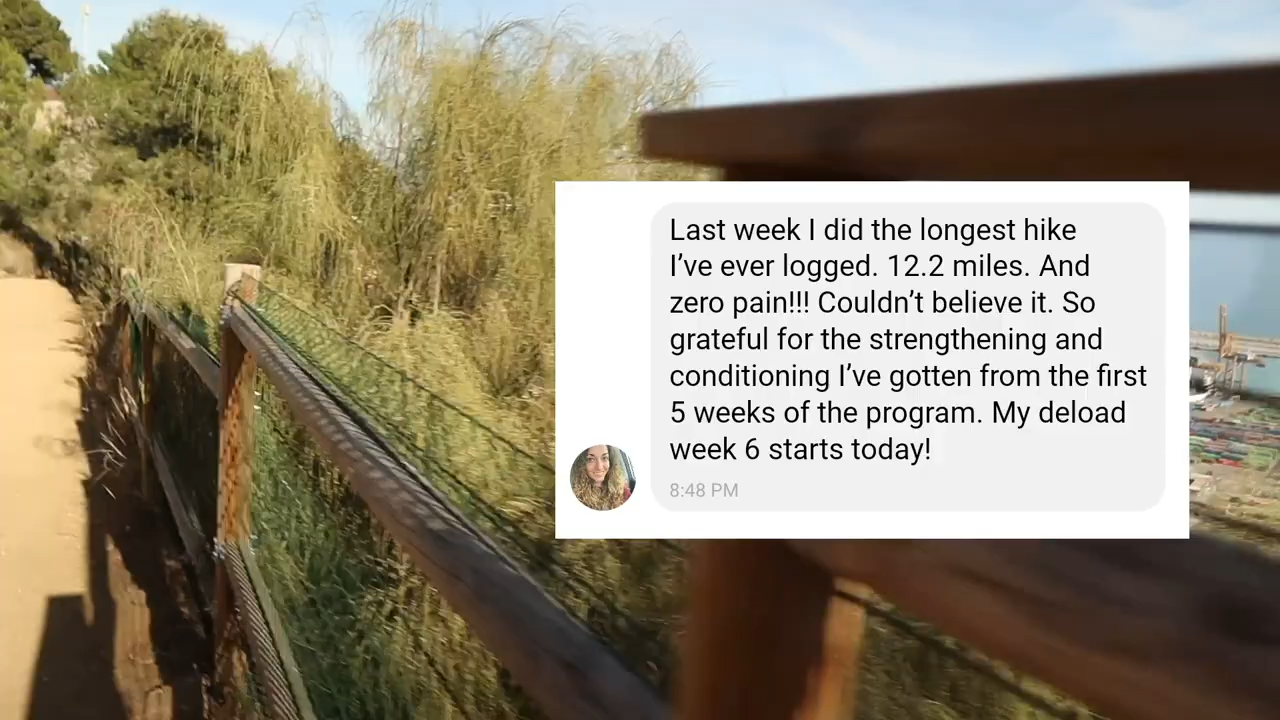 Last week I did the longest hike
I’ve ever logged. 12.2 miles. And
zero pain!!! Couldn’t believe it. So
grateful for the strengthening and
conditioning I’ve gotten from the first
5 weeks of the program. My deload
week 6 starts today!
8:48 PM